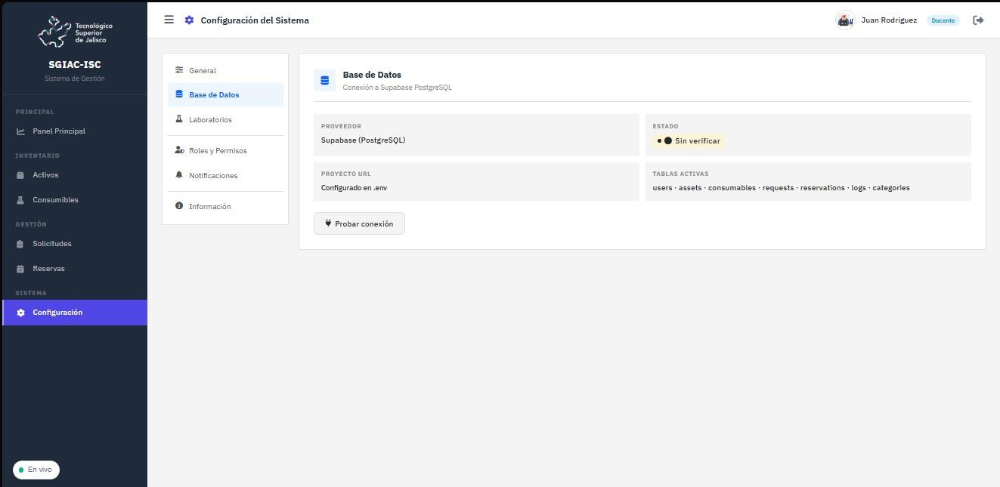 Tecnológico
Superior
de Jalisco
SGIAC-ISC
Sistema de Gestión
PRINCIPAL
Panel Principal
INVENTARIO
Activos
Consumibles
GESTIÓN
Solicitudes
Reservas
SISTEMA
Configuración
En vivo
Configuración del Sistema
Juan Rodriguez
Docente
General
Base de Datos
Laboratorios
Roles y Permisos
Notificaciones
Información
Base de Datos
Conexión a Supabase PostgreSQL
PROVEEDOR
Supabase (PostgreSQL)
ESTADO
Sin verificar
PROYECTO URL
Configurado en .env
TABLAS ACTIVAS
users · assets · consumables · requests · reservations · logs · categories
Probar conexión